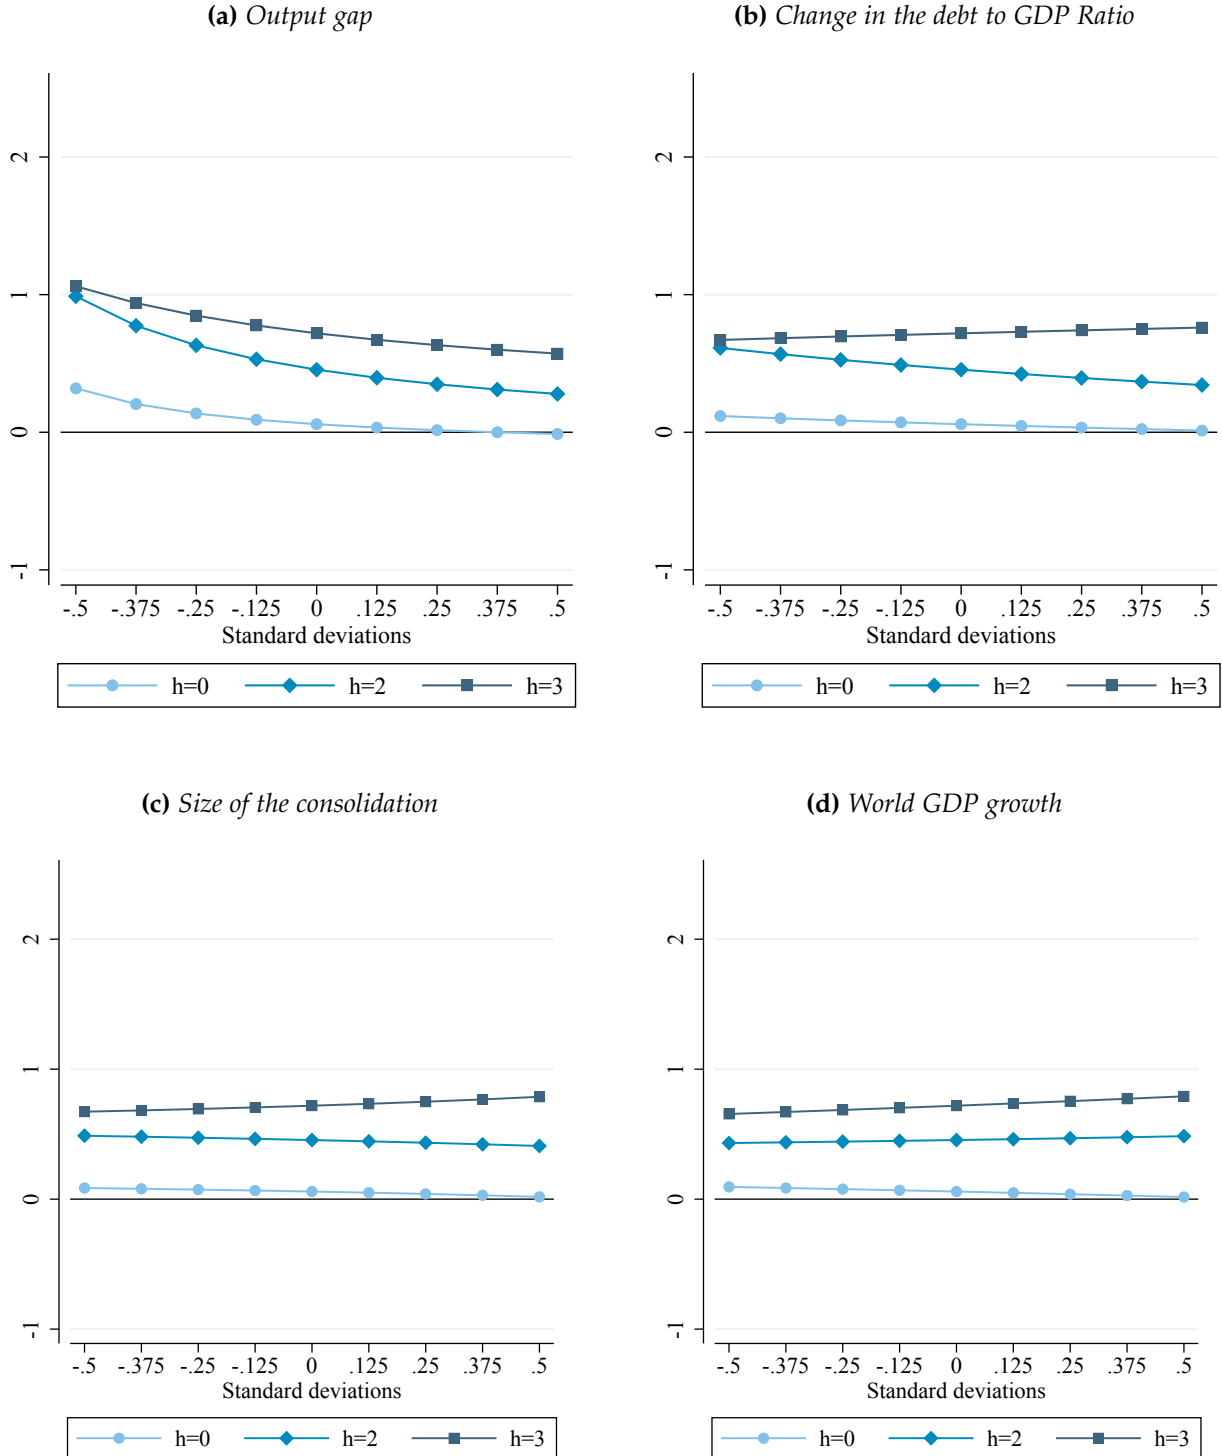 (a) Output gap
2
1
0
-1
-.5 -.375 -.25 -.125 0 .125 .25 .375 .5
Standard deviations
h=0 h=2 h=3
(b) Change in the debt to GDP Ratio
2
1
0
-1
-.5 -.375 -.25 -.125 0 .125 .25 .375 .5
Standard deviations
h=0 h=2 h=3
(c) Size of the consolidation
2
1
0
-1
-.5 -.375 -.25 -.125 0 .125 .25 .375 .5
Standard deviations
h=0 h=2 h=3
(d) World GDP growth
2
1
0
-1
-.5 -.375 -.25 -.125 0 .125 .25 .375 .5
Standard deviations
h=0 h=2 h=3